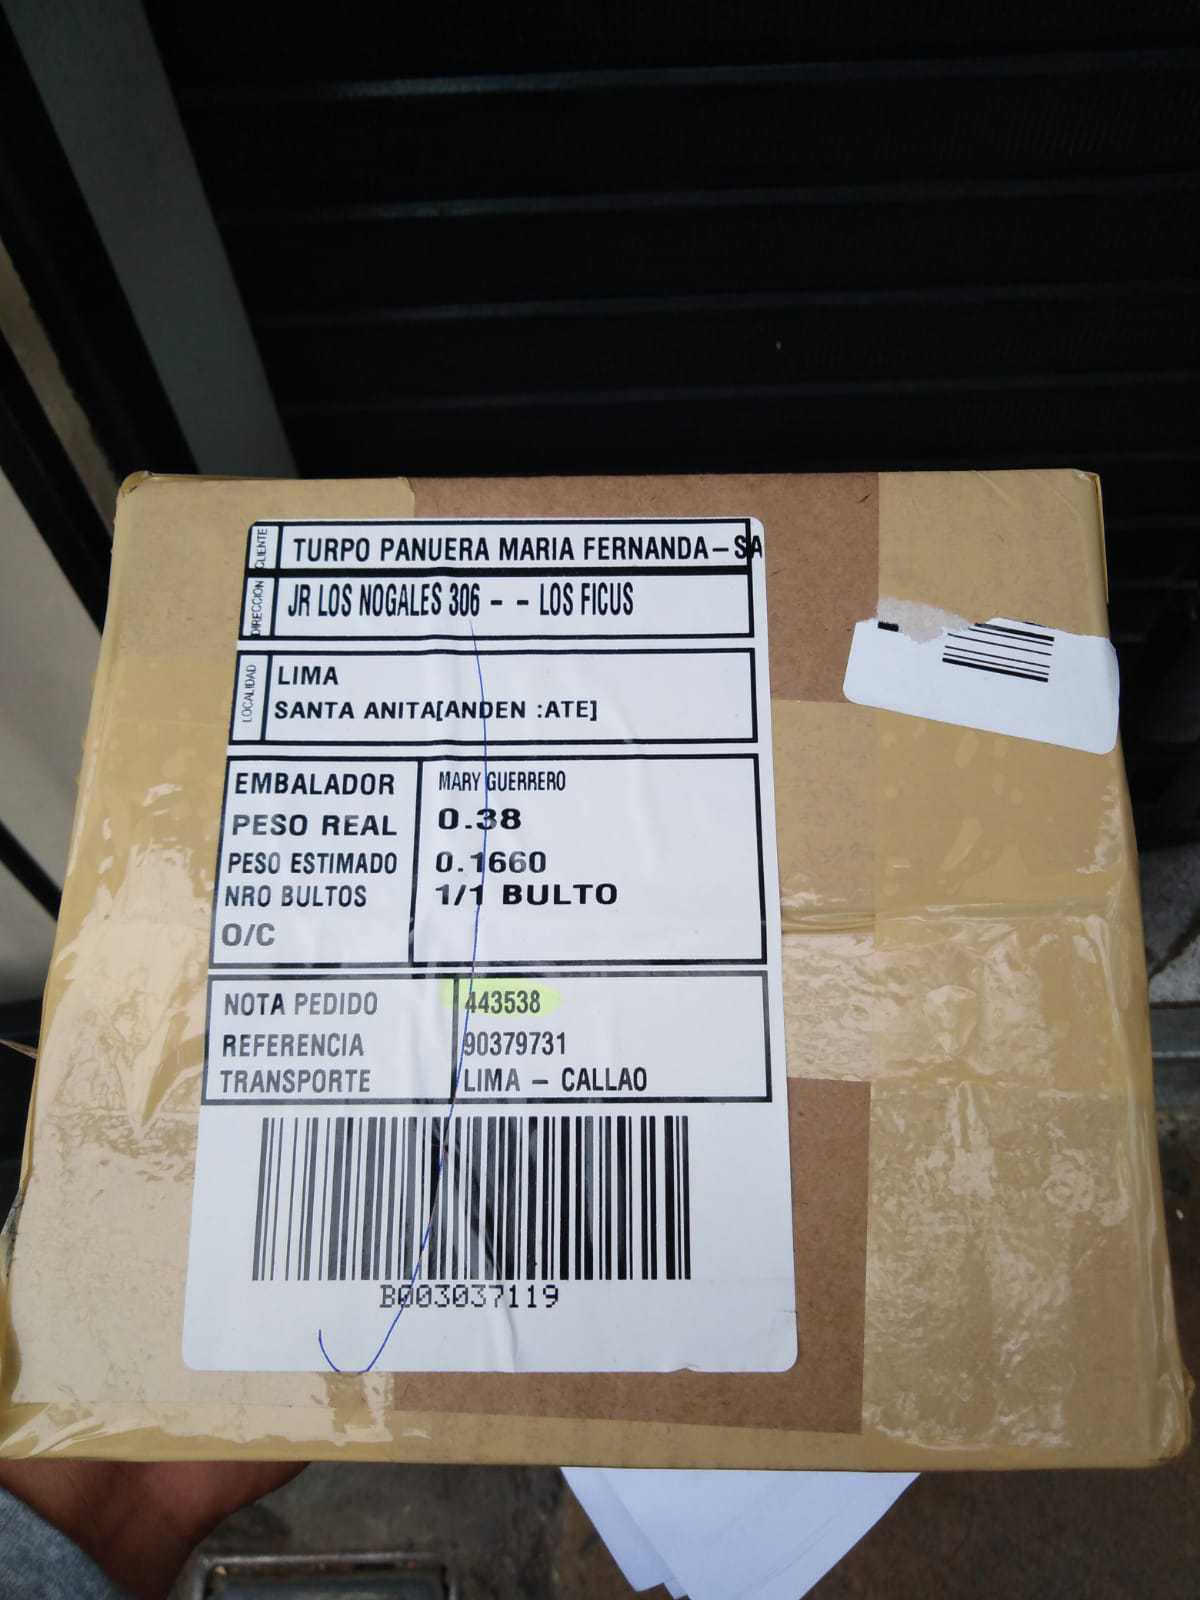 CLIENTE TURPO PANUERA MARIA FERNANDA-SA
DIRECCIÓN JR LOS NOGALES 306 - - LOS FICUS
LOCALIDAD LIMA
SANTA ANITA[ANDEN :ATE]
EMBALADOR MARY GUERRERO
PESO REAL 0.38
PESO ESTIMADO 0.1660
NRO BULTOS 1/1 BULTO
O/C
NOTA PEDIDO 443538
REFERENCIA 90379731
TRANSPORTE LIMA - CALLAO
B003037119